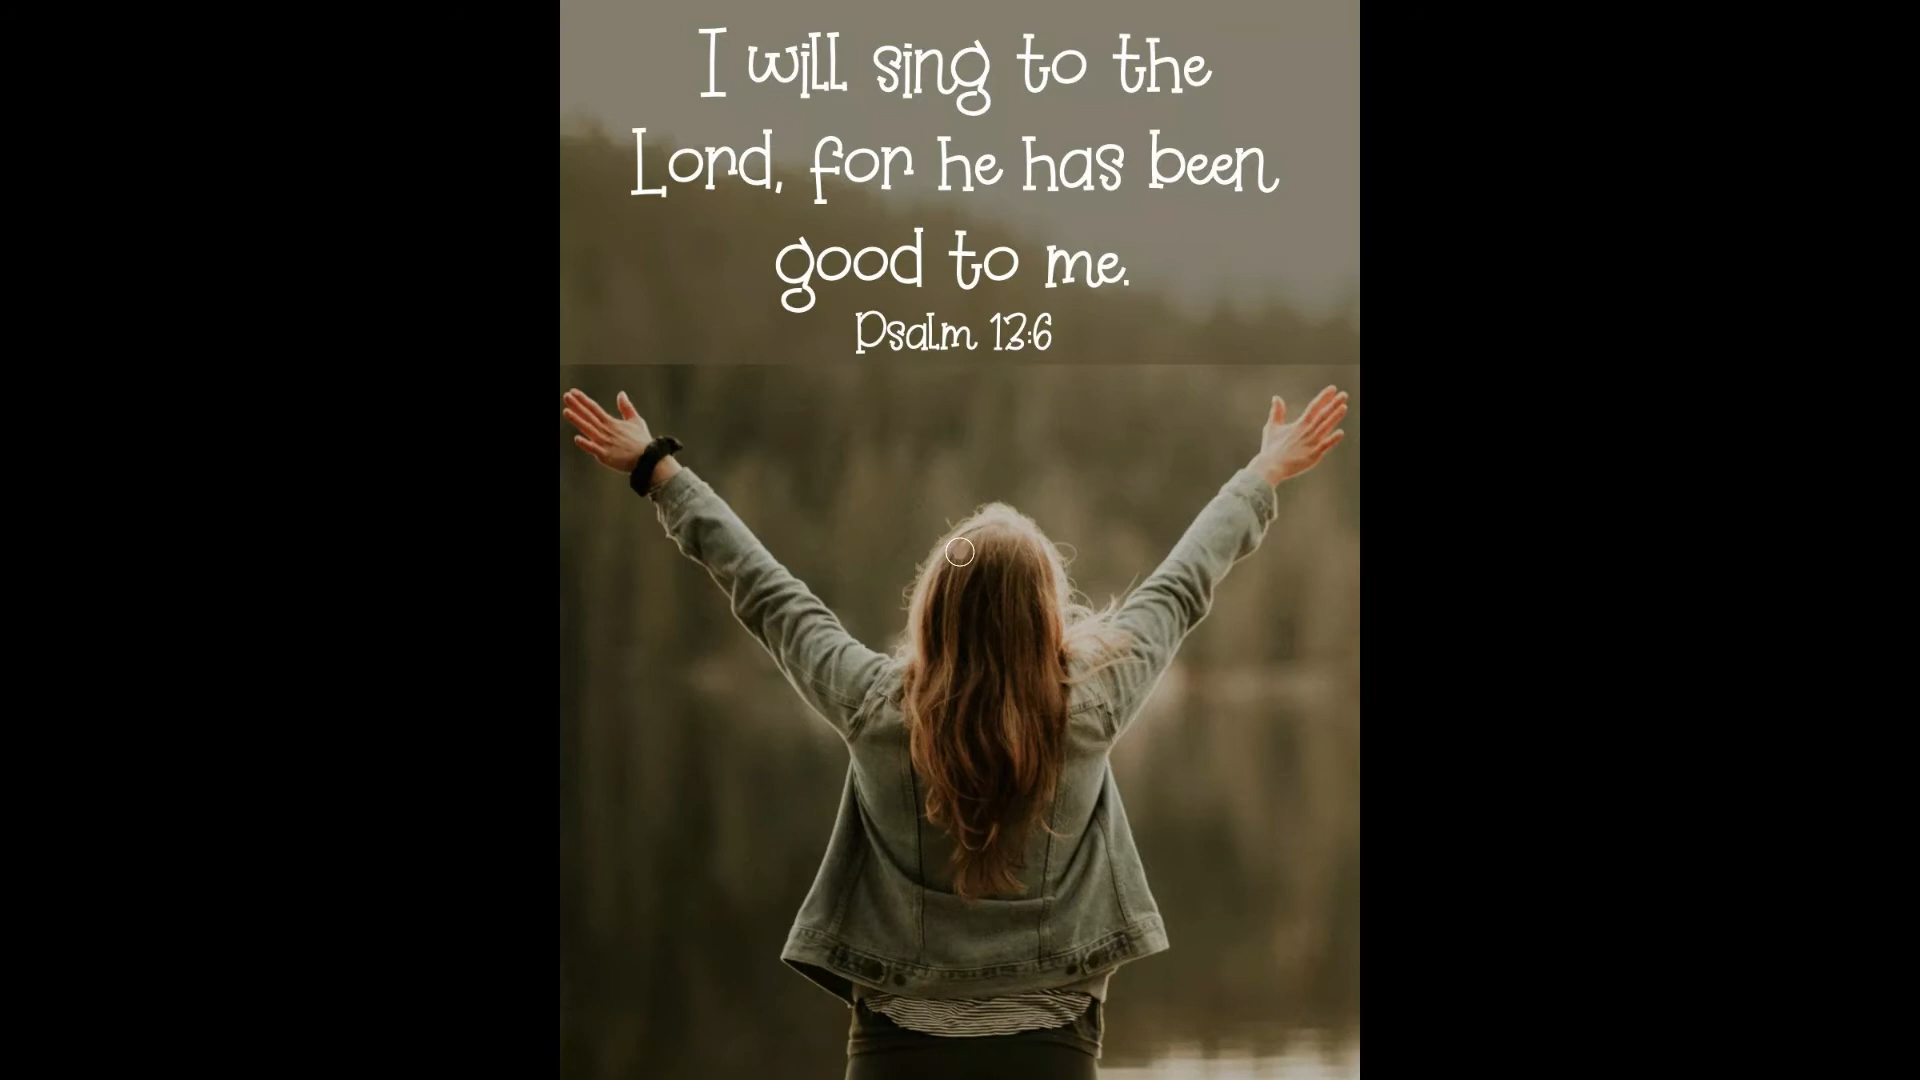 I will sing to the
Lord, for he has been
good to me.
Psalm 13:6